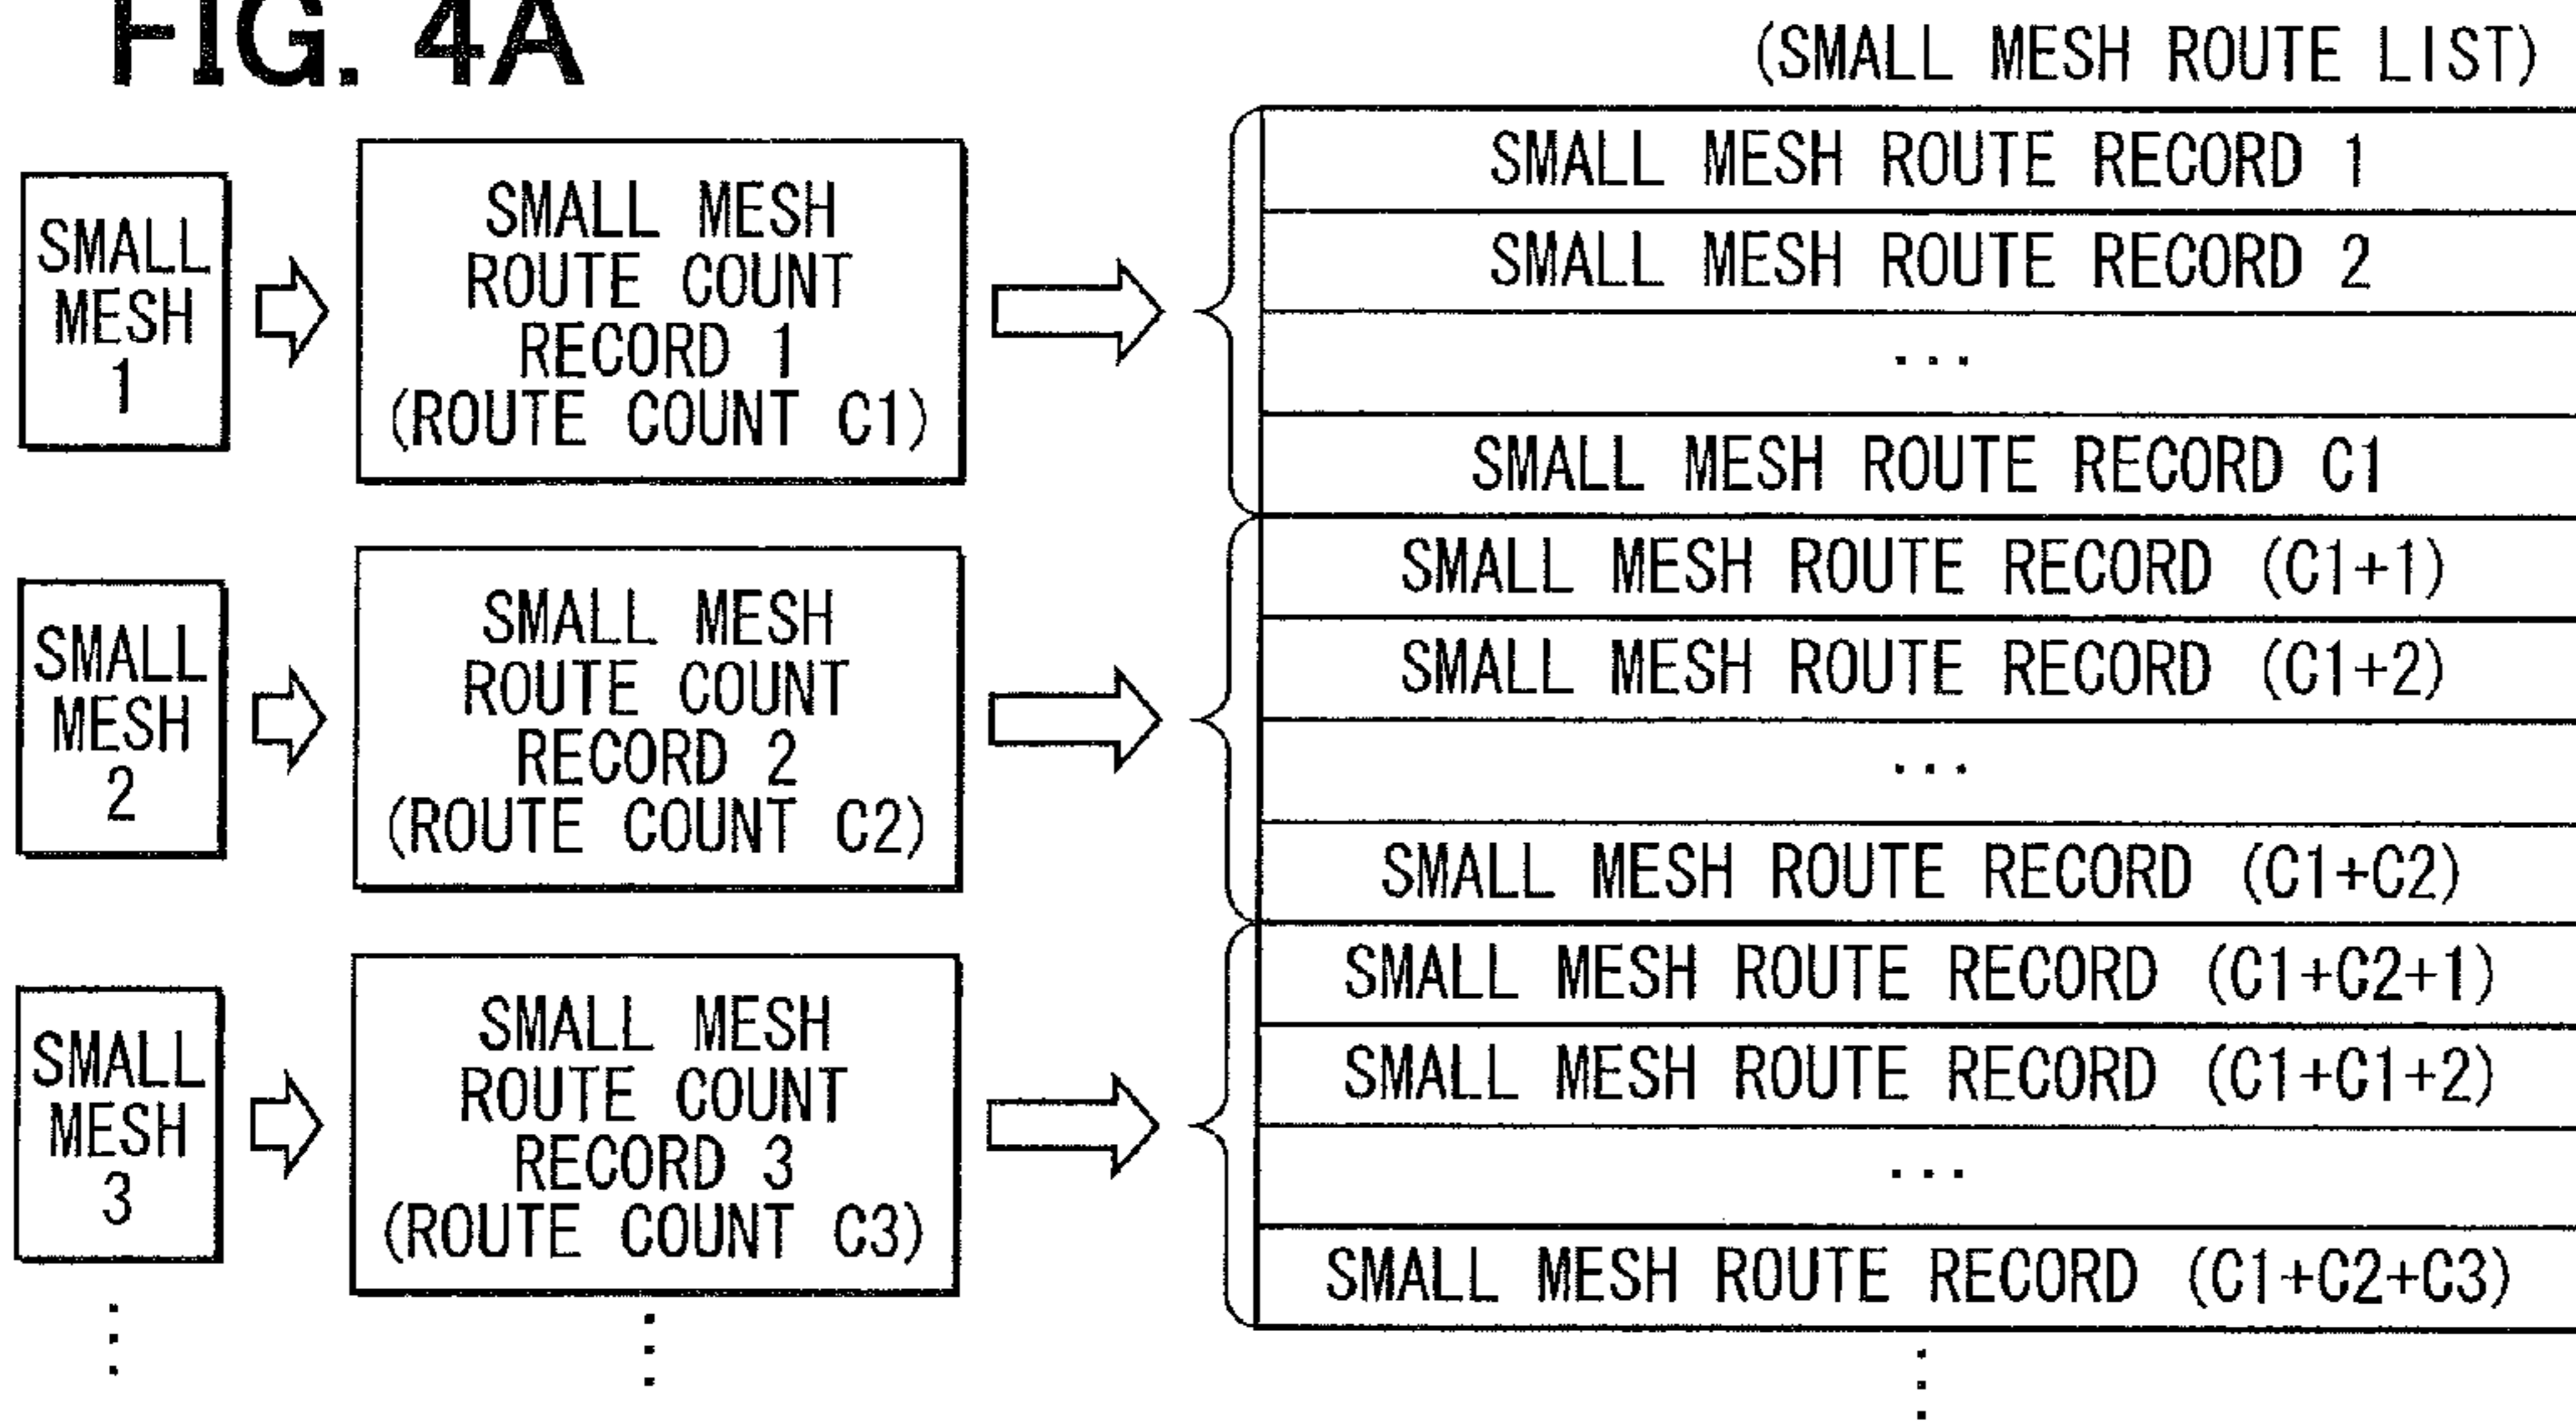 FIG. 4A
(SMALL MESH ROUTE LIST)
SMALL
MESH
1
SMALL MESH
ROUTE COUNT
RECORD 1
(ROUTE COUNT C1)
SMALL MESH ROUTE RECORD 1
SMALL MESH ROUTE RECORD 2
...
SMALL MESH ROUTE RECORD C1
SMALL
MESH
2
SMALL MESH
ROUTE COUNT
RECORD 2
(ROUTE COUNT C2)
SMALL MESH ROUTE RECORD (C1+1)
SMALL MESH ROUTE RECORD (C1+2)
...
SMALL MESH ROUTE RECORD (C1+C2)
SMALL
MESH
3
SMALL MESH
ROUTE COUNT
RECORD 3
(ROUTE COUNT C3)
SMALL MESH ROUTE RECORD (C1+C2+1)
SMALL MESH ROUTE RECORD (C1+C1+2)
...
SMALL MESH ROUTE RECORD (C1+C2+C3)